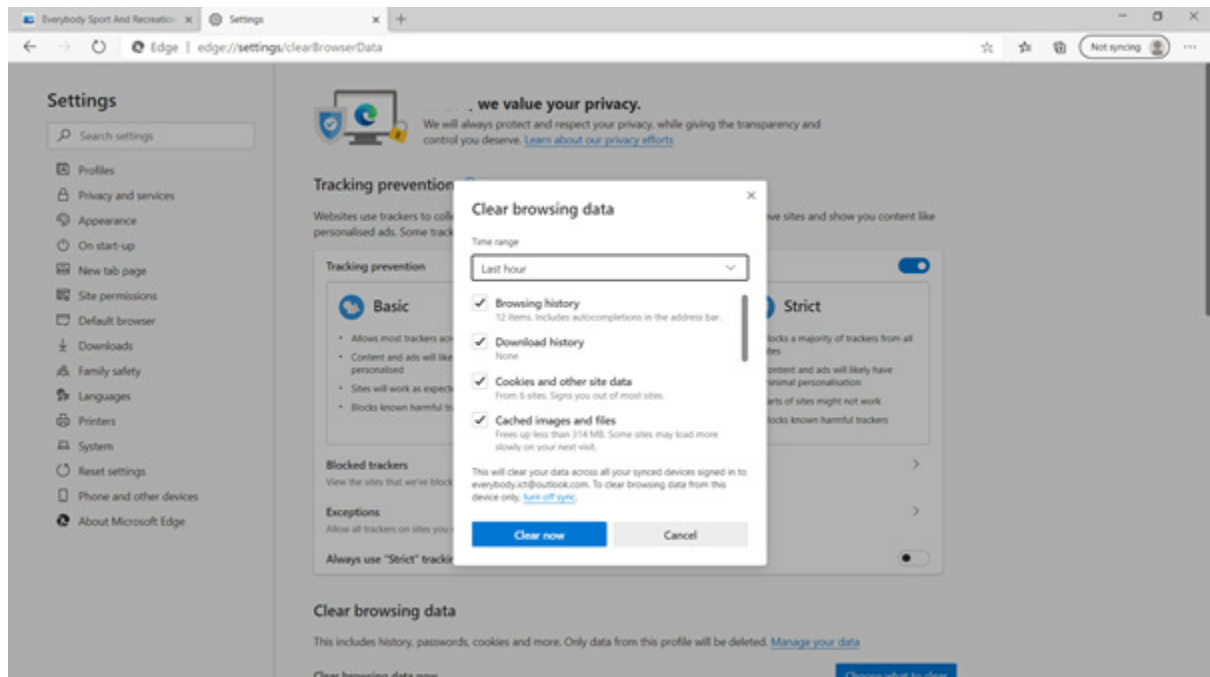 Everybody Sport And Recreation
Settings
Edge | edge://settings/clearBrowserData
Not syncing
Settings
Search settings
Profiles
Privacy and services
Appearance
On start-up
New tab page
Site permissions
Default browser
Downloads
Family safety
Languages
Printers
System
Reset settings
Phone and other devices
About Microsoft Edge
we value your privacy.
We will always protect and respect your privacy, while giving the transparency and
control you deserve. Learn about our privacy efforts
Tracking prevention
Websites use trackers to coll
ve sites and show you content like
personalised ads. Some track
Tracking prevention
Basic
Allows most trackers acr
Content and ads will like
personalised
Sites will work as expect
Blocks known harmful tr
Strict
locks a majority of trackers from all
tes
ontent and ads will likely have
inimal personalisation
arts of sites might not work
locks known harmful trackers
Blocked trackers
View the sites that we've block
Exceptions
Allow all trackers on sites you
Always use "Strict" trackin
Clear browsing data
Time range
Last hour
Browsing history
12 items. Includes autocompletions in the address bar.
Download history
None
Cookies and other site data
From 6 sites. Signs you out of most sites.
Cached images and files
Frees up less than 314 MB. Some sites may load more
slowly on your next visit.
This will clear your data across all your synced devices signed in to
everybody.ict@outlook.com. To clear browsing data from this
device only, turn off sync.
Clear now
Cancel
Clear browsing data
This includes history, passwords, cookies and more. Only data from this profile will be deleted. Manage your data
Clear browsing data now
Choose what to clear